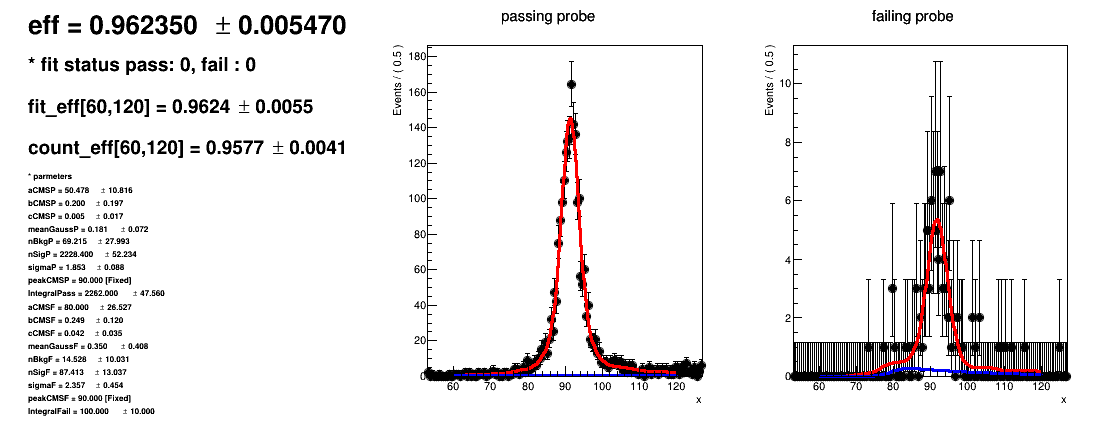 eff = 0.962350 ± 0.005470
* fit status pass: 0, fail : 0
fit_eff[60,120] = 0.9624 ± 0.0055
count_eff[60,120] = 0.9577 ± 0.0041
* parmeters
aCMSP = 50.478 ± 10.816
bCMSP = 0.200 ± 0.197
cCMSP = 0.005 ± 0.017
meanGaussP = 0.181 ± 0.072
nBkgP = 69.215 ± 27.993
nSigP = 2228.400 ± 52.234
sigmaP = 1.853 ± 0.088
peakCMSP = 90.000 [Fixed]
IntegralPass = 2262.000 ± 47.560
aCMSF = 80.000 ± 26.527
bCMSF = 0.249 ± 0.120
cCMSF = 0.042 ± 0.035
meanGaussF = 0.350 ± 0.408
nBkgF = 14.528 ± 10.031
nSigF = 87.413 ± 13.037
sigmaF = 2.357 ± 0.454
peakCMSF = 90.000 [Fixed]
IntegralFail = 100.000 ± 10.000
passing probe
Events / ( 0.5 )
180
160
140
120
100
80
60
40
20
0
60 70 80 90 100 110 120
x
failing probe
Events / ( 0.5 )
10
8
6
4
2
0
60 70 80 90 100 110 120
x